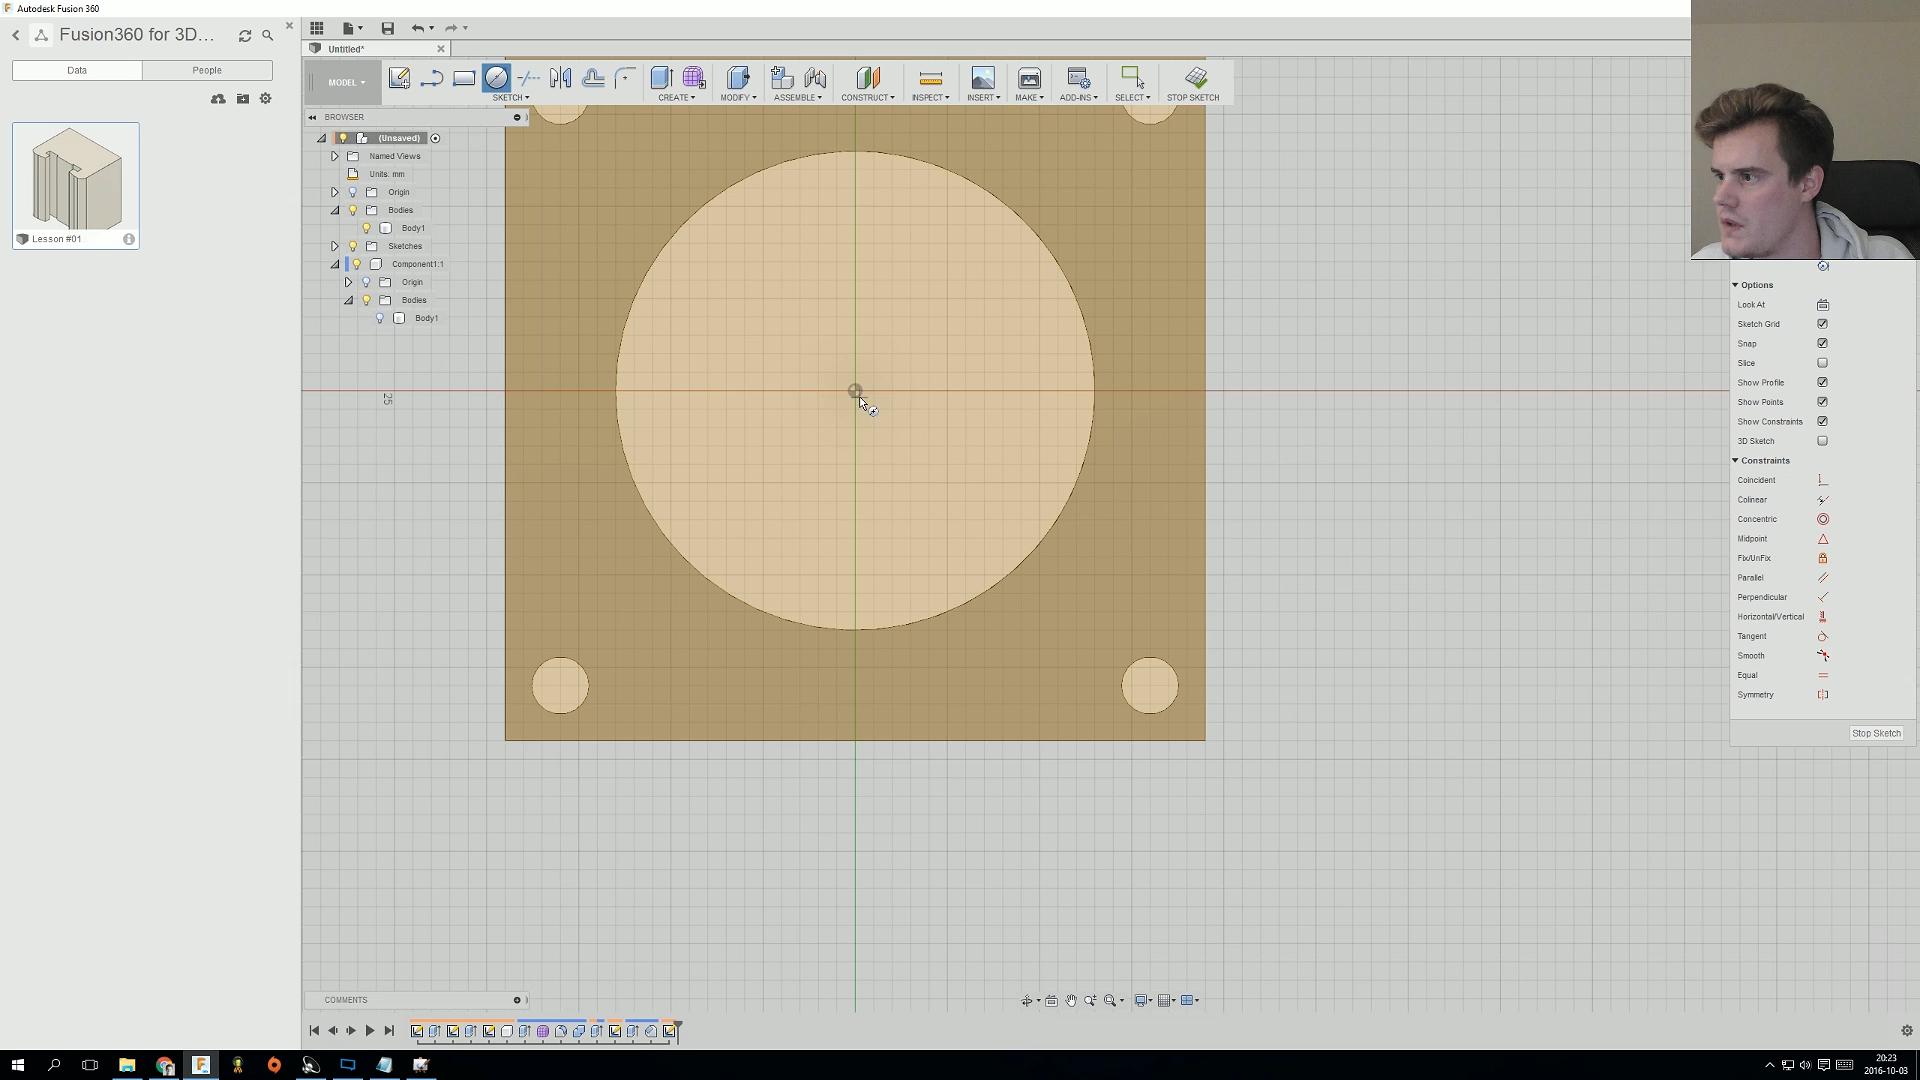 Autodesk Fusion 360
Fusion360 for 3D...
Data
People
Lesson #01
Untitled*
MODEL
SKETCH
CREATE
MODIFY
ASSEMBLE
CONSTRUCT
INSPECT
INSERT
MAKE
ADD-INS
SELECT
STOP SKETCH
BROWSER
(Unsaved)
Named Views
Units: mm
Origin
Bodies
Body1
Sketches
Component1:1
Origin
Bodies
Body1
25
Options
Look At
Sketch Grid
Snap
Slice
Show Profile
Show Points
Show Constraints
3D Sketch
Constraints
Coincident
Colinear
Concentric
Midpoint
Fix/UnFix
Parallel
Perpendicular
Horizontal/Vertical
Tangent
Smooth
Equal
Symmetry
Stop Sketch
COMMENTS
20:23
2016-10-03